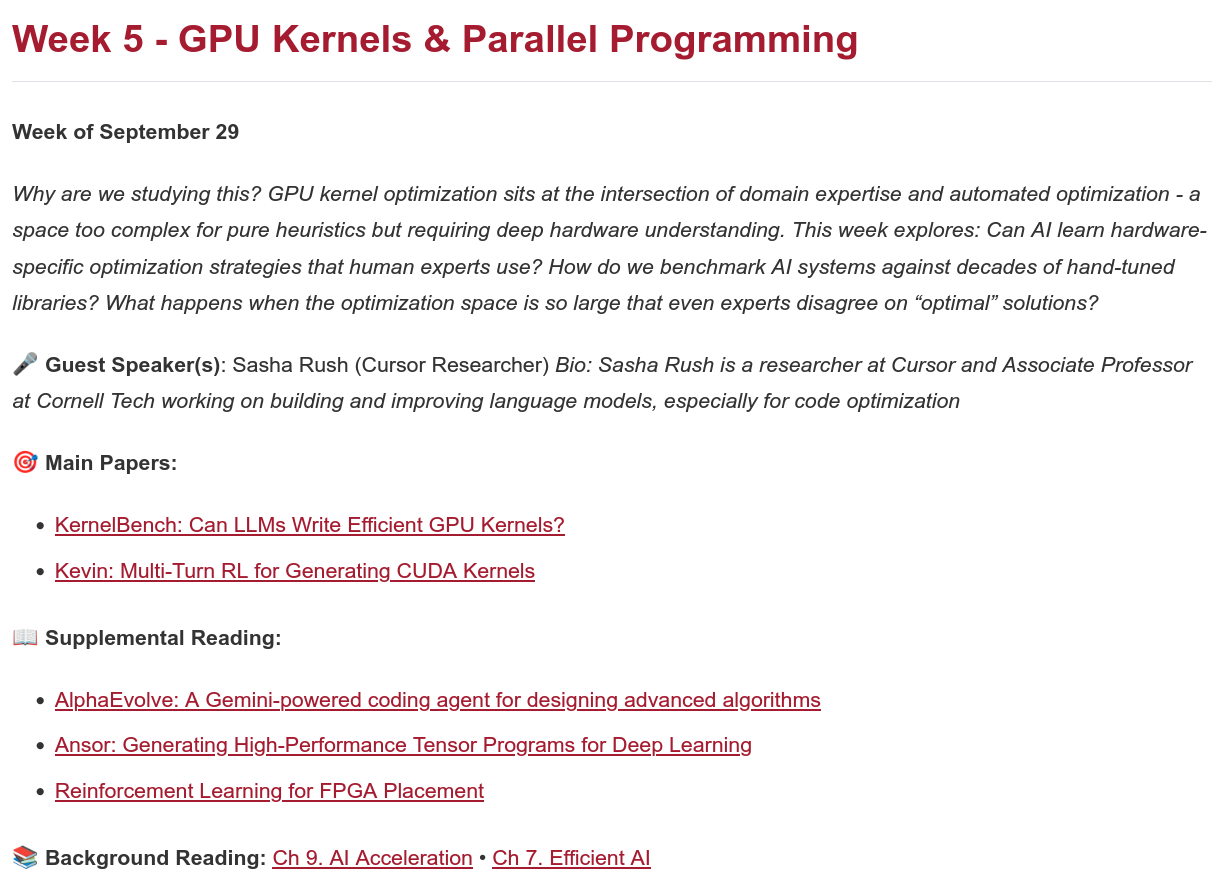 Week 5 - GPU Kernels & Parallel Programming
Week of September 29
Why are we studying this? GPU kernel optimization sits at the intersection of domain expertise and automated optimization - a
space too complex for pure heuristics but requiring deep hardware understanding. This week explores: Can AI learn hardware-
specific optimization strategies that human experts use? How do we benchmark AI systems against decades of hand-tuned
libraries? What happens when the optimization space is so large that even experts disagree on “optimal” solutions?
🎤 Guest Speaker(s): Sasha Rush (Cursor Researcher) Bio: Sasha Rush is a researcher at Cursor and Associate Professor
at Cornell Tech working on building and improving language models, especially for code optimization
🎯 Main Papers:
• KernelBench: Can LLMs Write Efficient GPU Kernels?
• Kevin: Multi-Turn RL for Generating CUDA Kernels
📖 Supplemental Reading:
• AlphaEvolve: A Gemini-powered coding agent for designing advanced algorithms
• Ansor: Generating High-Performance Tensor Programs for Deep Learning
• Reinforcement Learning for FPGA Placement
📚 Background Reading: Ch 9. AI Acceleration • Ch 7. Efficient AI